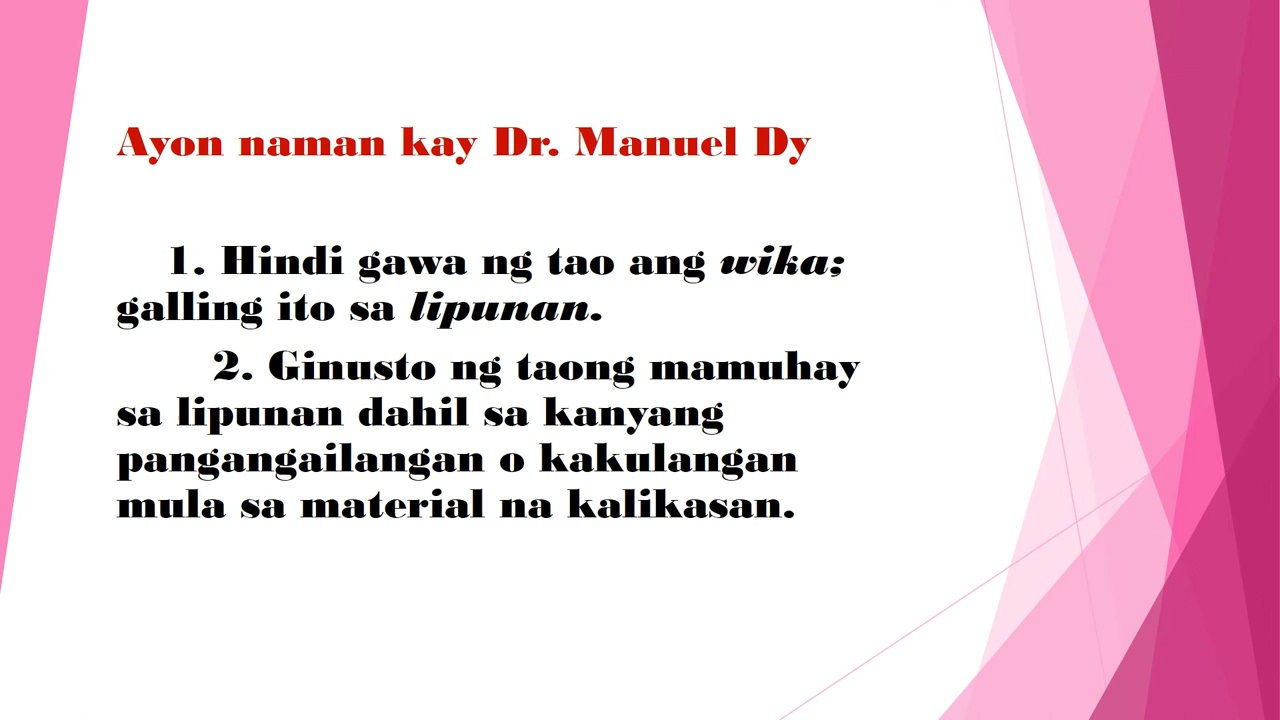 Ayon naman kay Dr. Manuel Dy
1. Hindi gawa ng tao ang wika;
galling ito sa lipunan.
2. Ginusto ng taong mamuhay
sa lipunan dahil sa kanyang
pangangailangan o kakulangan
mula sa material na kalikasan.